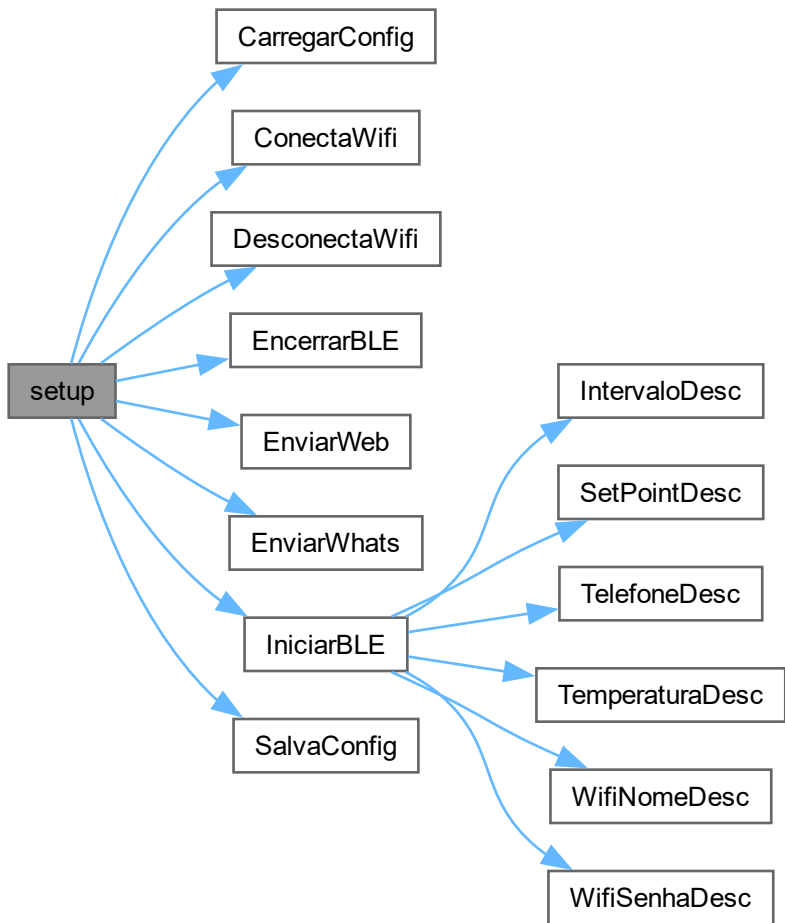 setup
CarregarConfig
ConectaWifi
DesconectaWifi
EncerrarBLE
EnviarWeb
EnviarWhats
IniciarBLE
SalvaConfig
IntervaloDesc
SetPointDesc
TelefoneDesc
TemperaturaDesc
WifiNomeDesc
WifiSenhaDesc